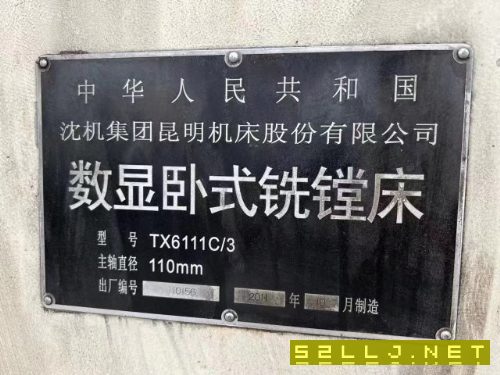 中华人民共和国
沈机集团昆明机床股份有限公司
数显卧式铣镗床
型号 TX6111C/3
主轴直径 110mm
出厂编号 年 月制造
52LLJ.NET